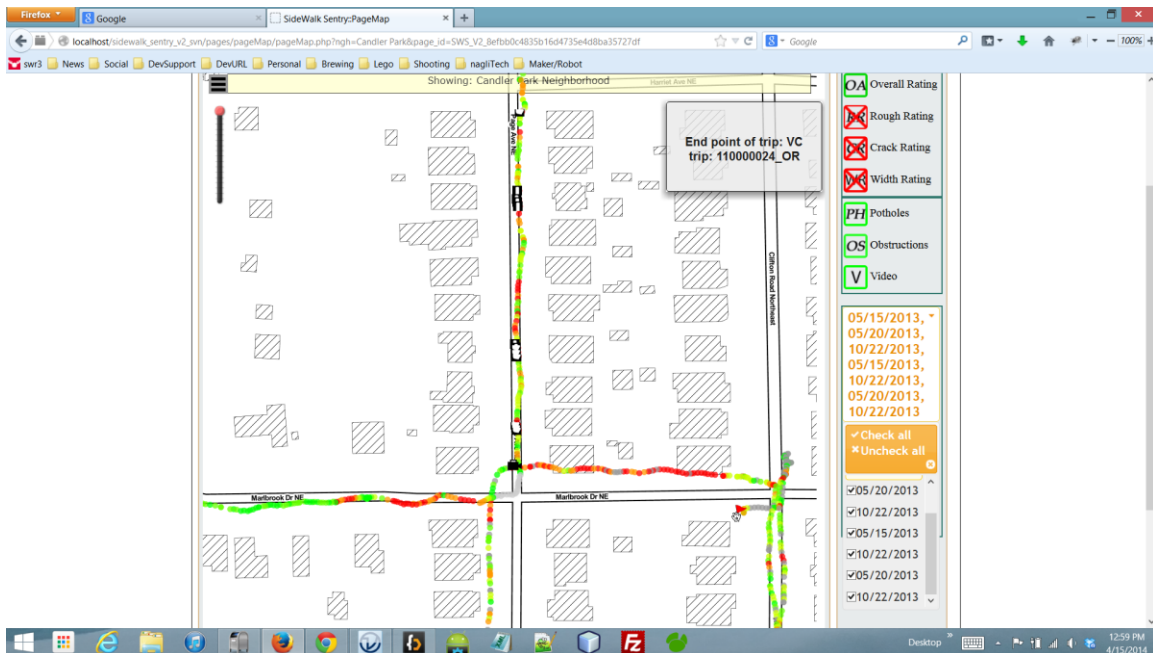 Firefox
Google
SideWalk Sentry:PageMap
localhost/sidewalk_sentry_v2_svn/pages/pageMap/pageMap.php?ngh=Candler Park&page_id=SWS_V2_8efbb0c4835b16d4735e4d8ba35727df
Google
100%
swr3 News Social DevSupport DevURL Personal Brewing Lego Shooting nagliTech Maker/Robot
Showing: Candler Park Neighborhood
Harriet Ave NE
Page Ave NE
End point of trip: VC
trip: 110000024_OR
Clifton Road Northeast
Marlbrook Dr NE
Marlbrook Dr NE
OA Overall Rating
RR Rough Rating
CR Crack Rating
WR Width Rating
PH Potholes
OS Obstructions
V Video
05/15/2013,
05/20/2013,
10/22/2013,
05/15/2013,
10/22/2013,
05/20/2013,
10/22/2013
Check all
Uncheck all
05/20/2013
10/22/2013
05/15/2013
10/22/2013
05/20/2013
10/22/2013
Desktop
12:59 PM
4/15/2014